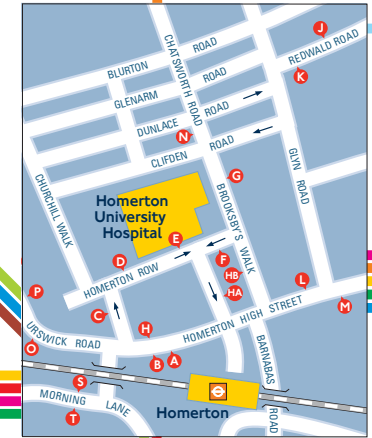 J
REDWALD ROAD
K
BLURTON ROAD
CHATSWORTH ROAD
GLENARM ROAD
DUNLACE ROAD
N
CLIFDEN ROAD
GLYN ROAD
G
CHURCHILL WALK
Homerton
University
Hospital
BROOKSBY'S WALK
E
D
F
HB
HA
HOMERTON ROW
L
M
P
C
H
HOMERTON HIGH STREET
URSWICK ROAD
O
B
A
BARNABAS ROAD
S
MORNING LANE
T
Homerton